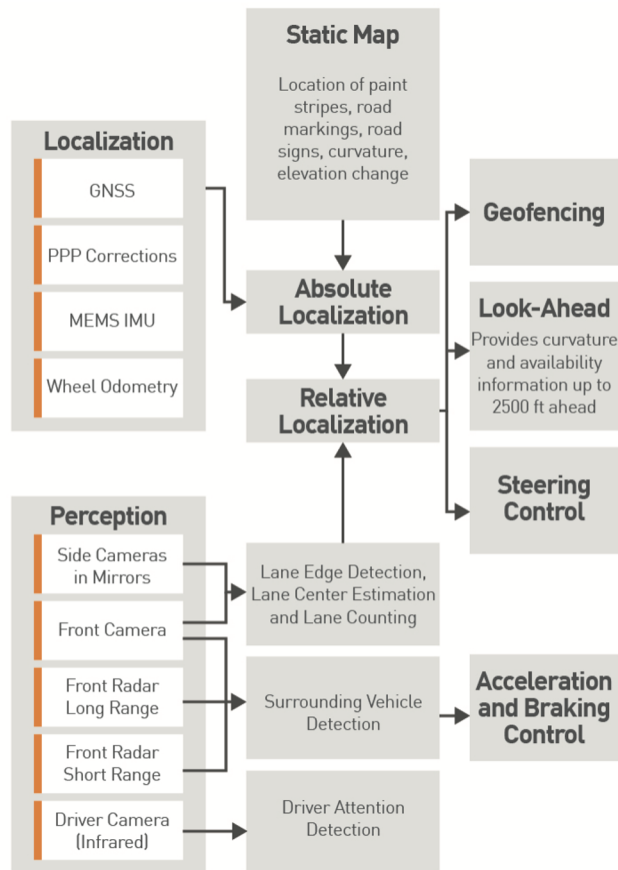 Static Map
Location of paint
stripes, road
markings, road
signs, curvature,
elevation change
Localization
GNSS
PPP Corrections
MEMS IMU
Wheel Odometry
Absolute
Localization
Relative
Localization
Geofencing
Look-Ahead
Provides curvature
and availability
information up to
2500 ft ahead
Steering
Control
Perception
Side Cameras
in Mirrors
Front Camera
Front Radar
Long Range
Front Radar
Short Range
Driver Camera
(Infrared)
Lane Edge Detection,
Lane Center Estimation
and Lane Counting
Surrounding Vehicle
Detection
Driver Attention
Detection
Acceleration
and Braking
Control